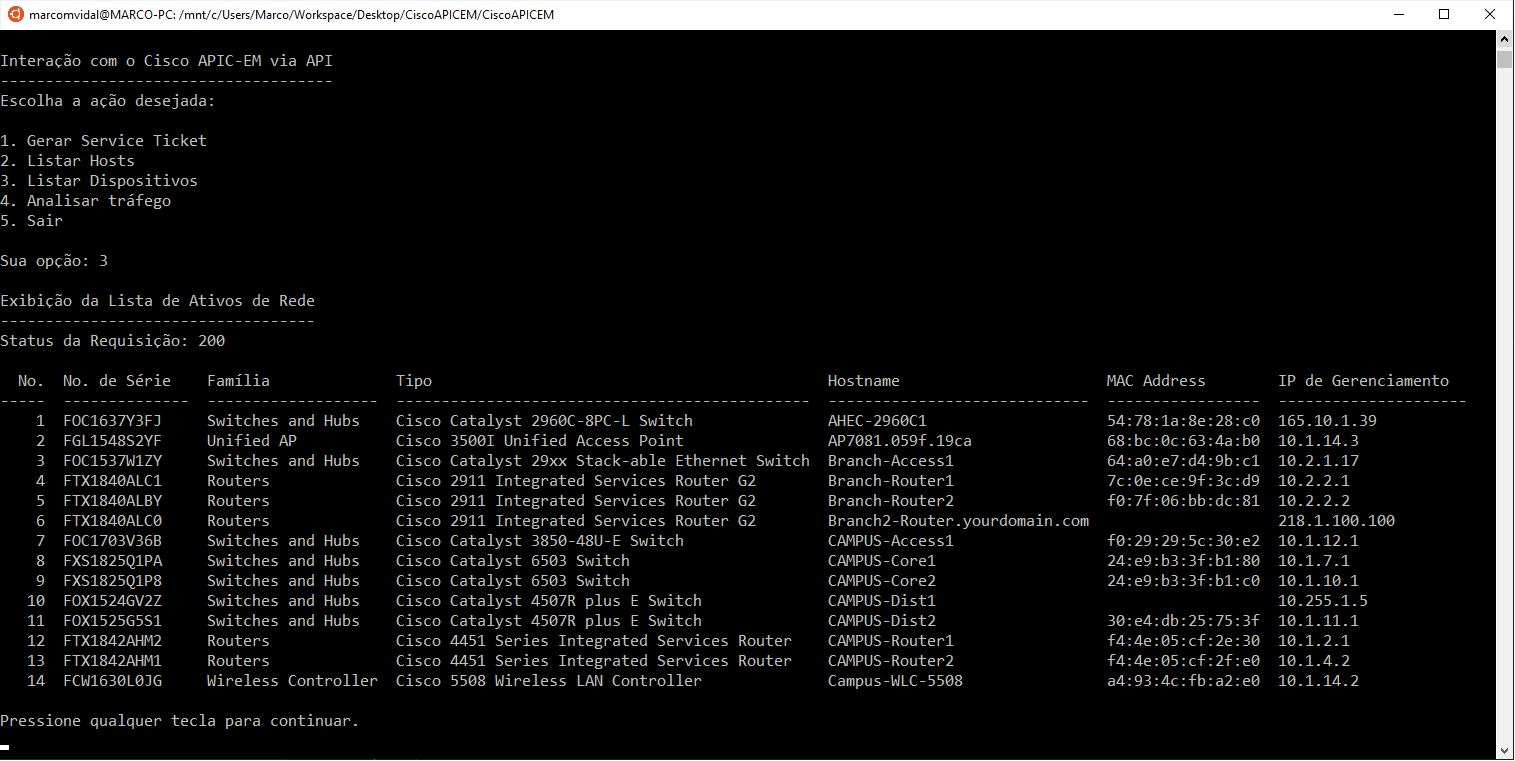 marcomvidal@MARCO-PC: /mnt/c/Users/Marco/Workspace/Desktop/CiscoAPICEM/CiscoAPICEM
Interação com o Cisco APIC-EM via API
-------------------------------------
Escolha a ação desejada:
1. Gerar Service Ticket
2. Listar Hosts
3. Listar Dispositivos
4. Analisar tráfego
5. Sair
Sua opção: 3
Exibição da Lista de Ativos de Rede
-----------------------------------
Status da Requisição: 200
  No.  No. de Série    Família              Tipo                                            Hostname                       MAC Address        IP de Gerenciamento
-----  --------------  -------------------  ----------------------------------------------  -----------------------------  -----------------  ---------------------
    1  FOC1637Y3FJ     Switches and Hubs    Cisco Catalyst 2960C-8PC-L Switch               AHEC-2960C1                    54:78:1a:8e:28:c0  165.10.1.39
    2  FGL1548S2YF     Unified AP           Cisco 3500I Unified Access Point                AP7081.059f.19ca               68:bc:0c:63:4a:b0  10.1.14.3
    3  FOC1537W1ZY     Switches and Hubs    Cisco Catalyst 29xx Stack-able Ethernet Switch  Branch-Access1                 64:a0:e7:d4:9b:c1  10.2.1.17
    4  FTX1840ALC1     Routers              Cisco 2911 Integrated Services Router G2        Branch-Router1                 7c:0e:ce:9f:3c:d9  10.2.2.1
    5  FTX1840ALBY     Routers              Cisco 2911 Integrated Services Router G2        Branch-Router2                 f0:7f:06:bb:dc:81  10.2.2.2
    6  FTX1840ALC0     Routers              Cisco 2911 Integrated Services Router G2        Branch2-Router.yourdomain.com                     218.1.100.100
    7  FOC1703V36B     Switches and Hubs    Cisco Catalyst 3850-48U-E Switch                CAMPUS-Access1                 f0:29:29:5c:30:e2  10.1.12.1
    8  FXS1825Q1PA     Switches and Hubs    Cisco Catalyst 6503 Switch                      CAMPUS-Core1                   24:e9:b3:3f:b1:80  10.1.7.1
    9  FXS1825Q1P8     Switches and Hubs    Cisco Catalyst 6503 Switch                      CAMPUS-Core2                   24:e9:b3:3f:b1:c0  10.1.10.1
   10  FOX1524GV2Z     Switches and Hubs    Cisco Catalyst 4507R plus E Switch              CAMPUS-Dist1                                      10.255.1.5
   11  FOX1525G5S1     Switches and Hubs    Cisco Catalyst 4507R plus E Switch              CAMPUS-Dist2                   30:e4:db:25:75:3f  10.1.11.1
   12  FTX1842AHM2     Routers              Cisco 4451 Series Integrated Services Router    CAMPUS-Router1                 f4:4e:05:cf:2e:30  10.1.2.1
   13  FTX1842AHM1     Routers              Cisco 4451 Series Integrated Services Router    CAMPUS-Router2                 f4:4e:05:cf:2f:e0  10.1.4.2
   14  FCW1630L0JG     Wireless Controller  Cisco 5508 Wireless LAN Controller              Campus-WLC-5508                a4:93:4c:fb:a2:e0  10.1.14.2
Pressione qualquer tecla para continuar.